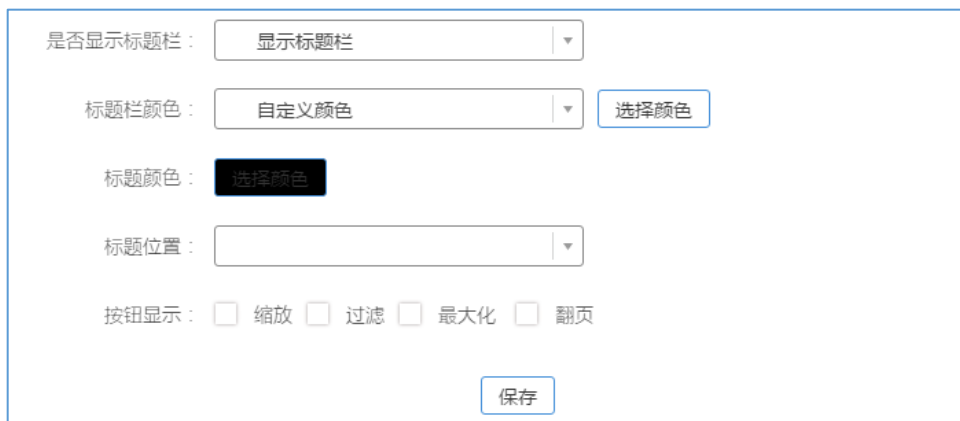 是否显示标题栏： 显示标题栏
标题栏颜色： 自定义颜色 选择颜色
标题颜色： 选择颜色
标题位置：
按钮显示： 缩放 过滤 最大化 翻页
保存